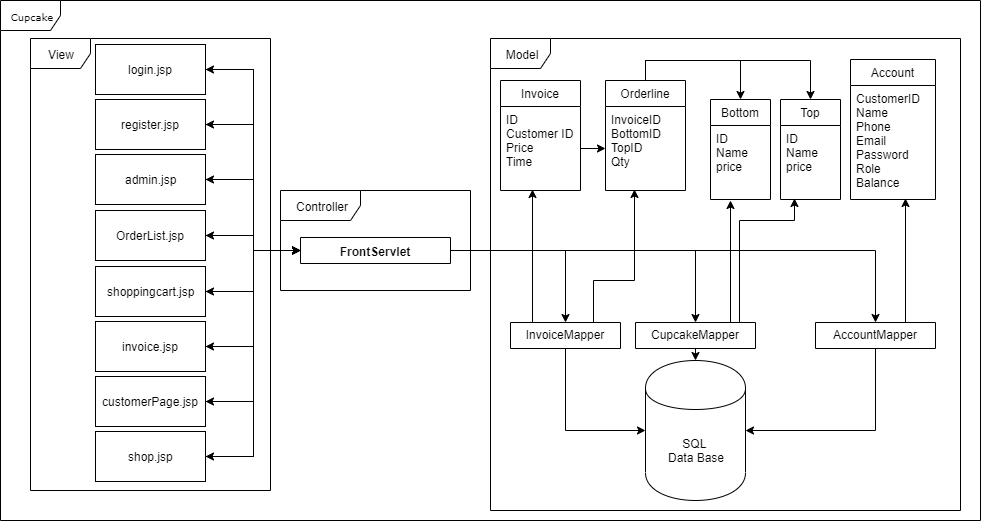 Cupcake
View
login.jsp
register.jsp
admin.jsp
OrderList.jsp
shoppingcart.jsp
invoice.jsp
customerPage.jsp
shop.jsp
Controller
FrontServlet
Model
Invoice
ID
Customer ID
Price
Time
Orderline
InvoiceID
BottomID
TopID
Qty
Bottom
ID
Name
price
Top
ID
Name
price
Account
CustomerID
Name
Phone
Email
Password
Role
Balance
InvoiceMapper
CupcakeMapper
AccountMapper
SQL
Data Base